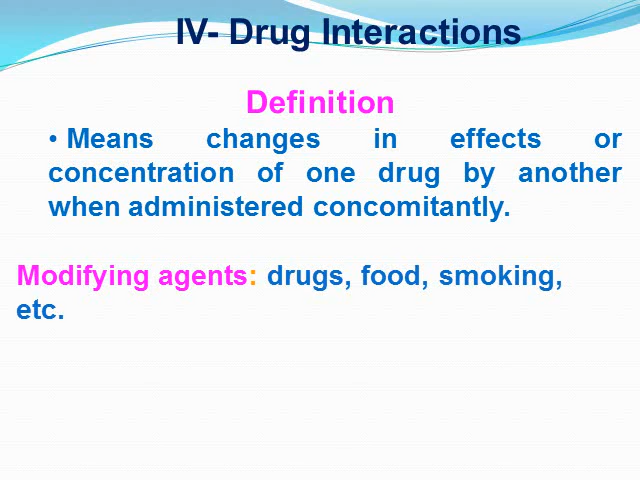 IV- Drug Interactions
Definition
• Means changes in effects or
concentration of one drug by another
when administered concomitantly.
Modifying agents: drugs, food, smoking,
etc.